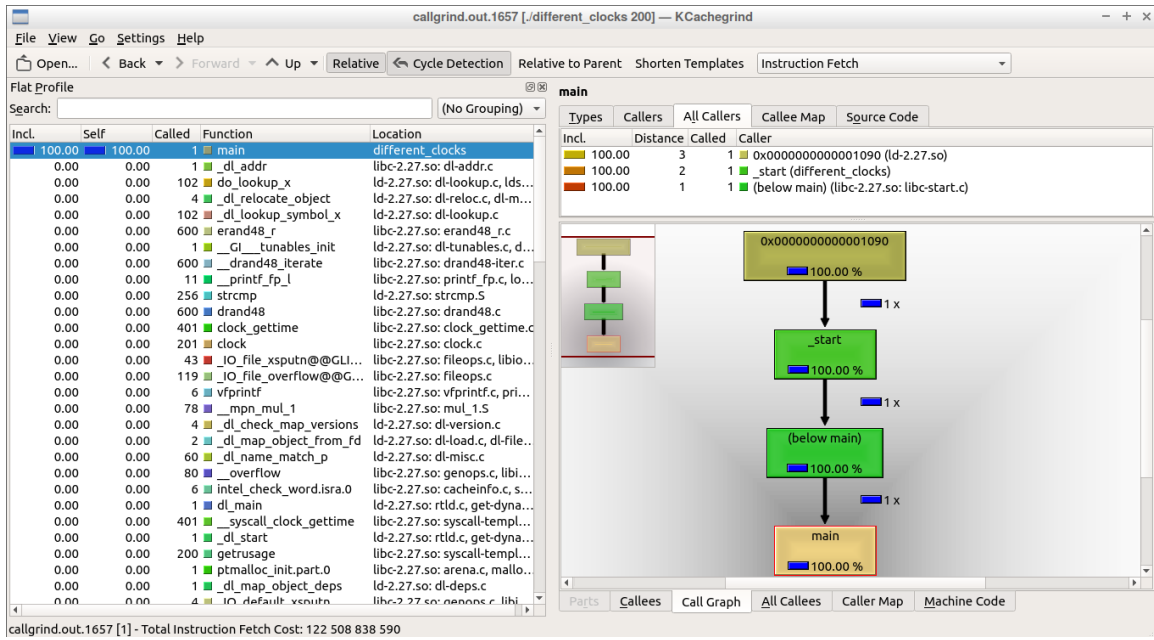 callgrind.out.1657 [./different_clocks 200] — KCachegrind
File View Go Settings Help
Open... Back Forward Up Relative Cycle Detection Relative to Parent Shorten Templates Instruction Fetch
Flat Profile
Search: (No Grouping)
Incl. Self Called Function Location
100.00 100.00 1 main different_clocks
0.00 0.00 1 _dl_addr libc-2.27.so: dl-addr.c
0.00 0.00 102 do_lookup_x ld-2.27.so: dl-lookup.c, lds...
0.00 0.00 4 _dl_relocate_object ld-2.27.so: dl-reloc.c, dl-m...
0.00 0.00 102 _dl_lookup_symbol_x ld-2.27.so: dl-lookup.c
0.00 0.00 600 erand48_r libc-2.27.so: erand48_r.c
0.00 0.00 1 __GI___tunables_init ld-2.27.so: dl-tunables.c, d...
0.00 0.00 600 __drand48_iterate libc-2.27.so: drand48-iter.c
0.00 0.00 11 __printf_fp_l libc-2.27.so: printf_fp.c, lo...
0.00 0.00 256 strcmp ld-2.27.so: strcmp.S
0.00 0.00 600 drand48 libc-2.27.so: drand48.c
0.00 0.00 401 clock_gettime libc-2.27.so: clock_gettime.c
0.00 0.00 201 clock libc-2.27.so: clock.c
0.00 0.00 43 _IO_file_xsputn@@GLI... libc-2.27.so: fileops.c, libio...
0.00 0.00 119 _IO_file_overflow@@G... libc-2.27.so: fileops.c
0.00 0.00 6 vfprintf libc-2.27.so: vfprintf.c, pri...
0.00 0.00 78 __mpn_mul_1 libc-2.27.so: mul_1.S
0.00 0.00 4 _dl_check_map_versions ld-2.27.so: dl-version.c
0.00 0.00 2 _dl_map_object_from_fd ld-2.27.so: dl-load.c, dl-file...
0.00 0.00 60 _dl_name_match_p ld-2.27.so: dl-misc.c
0.00 0.00 80 __overflow libc-2.27.so: genops.c, libi...
0.00 0.00 6 intel_check_word.isra.0 libc-2.27.so: cacheinfo.c, s...
0.00 0.00 1 dl_main ld-2.27.so: rtld.c, get-dyna...
0.00 0.00 401 __syscall_clock_gettime libc-2.27.so: syscall-templ...
0.00 0.00 1 _dl_start ld-2.27.so: rtld.c, get-dyna...
0.00 0.00 200 getrusage libc-2.27.so: syscall-templ...
0.00 0.00 1 ptmalloc_init.part.0 libc-2.27.so: arena.c, mallo...
0.00 0.00 1 _dl_map_object_deps ld-2.27.so: dl-deps.c
0.00 0.00 4 _IO_default_xsputn libc-2.27.so: genops.c, libi...
main
Types Callers All Callers Callee Map Source Code
Incl. Distance Called Caller
100.00 3 1 0x0000000000001090 (ld-2.27.so)
100.00 2 1 _start (different_clocks)
100.00 1 1 (below main) (libc-2.27.so: libc-start.c)
0x0000000000001090
100.00 %
1 x
_start
100.00 %
1 x
(below main)
100.00 %
1 x
main
100.00 %
Parts Callees Call Graph All Callees Caller Map Machine Code
callgrind.out.1657 [1] - Total Instruction Fetch Cost: 122 508 838 590